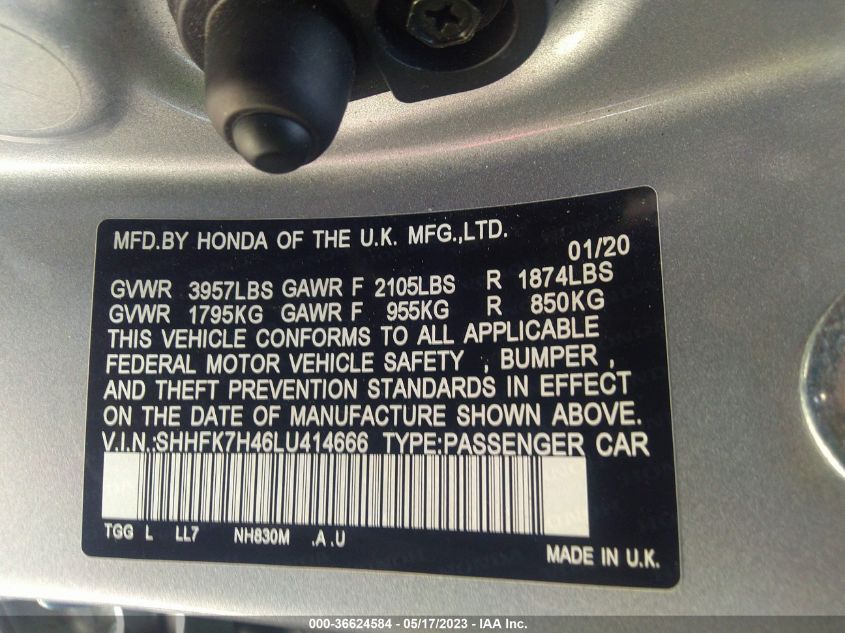 MFD.BY HONDA OF THE U.K. MFG.,LTD.
01/20
GVWR 3957LBS GAWR F 2105LBS R 1874LBS
GVWR 1795KG GAWR F 955KG R 850KG
THIS VEHICLE CONFORMS TO ALL APPLICABLE
FEDERAL MOTOR VEHICLE SAFETY , BUMPER ,
AND THEFT PREVENTION STANDARDS IN EFFECT
ON THE DATE OF MANUFACTURE SHOWN ABOVE.
V.I.N.:SHHFK7H46LU414666 TYPE:PASSENGER CAR
TGG L LL7 NH830M .A .U
MADE IN U.K.
000-36624584 - 05/17/2023 - IAA Inc.